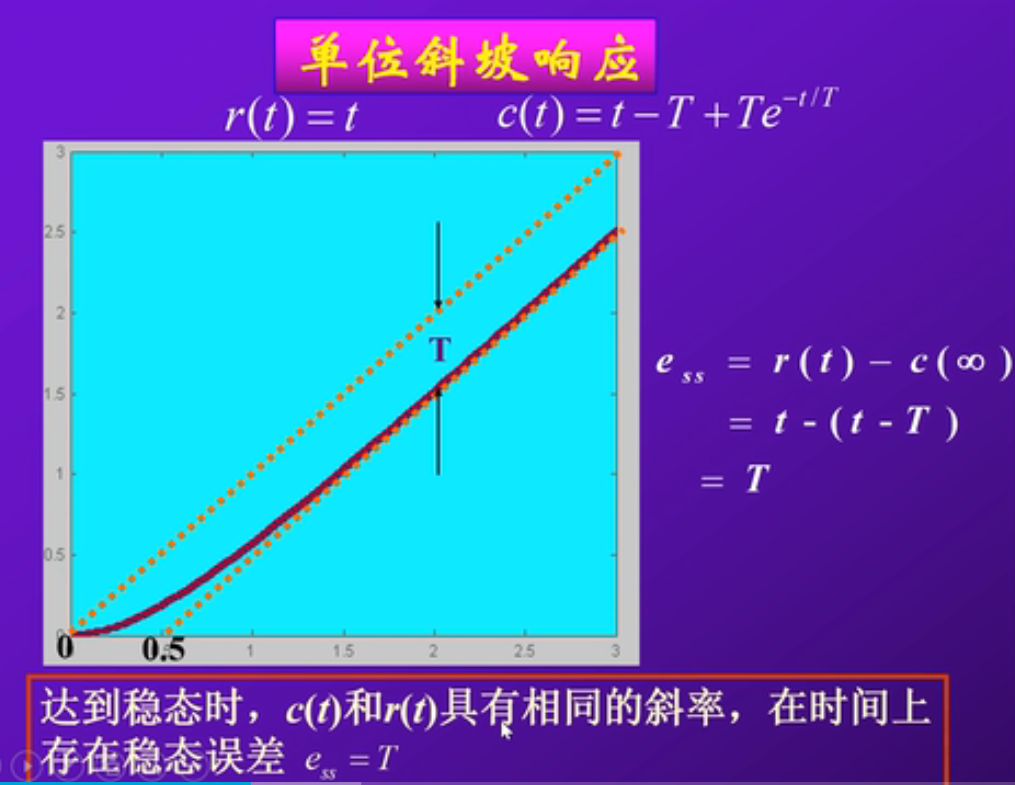 单位斜坡响应
r(t) = t    c(t) = t − T + Te^{−t/T}
3
2.5
2
T
1.5
1
0.5
0 0.5 1 1.5 2 2.5 3
e_{ss} = r(t) − c(∞)
= t - (t - T)
= T
达到稳态时，c(t)和r(t)具有相同的斜率，在时间上
存在稳态误差 e_{ss} = T